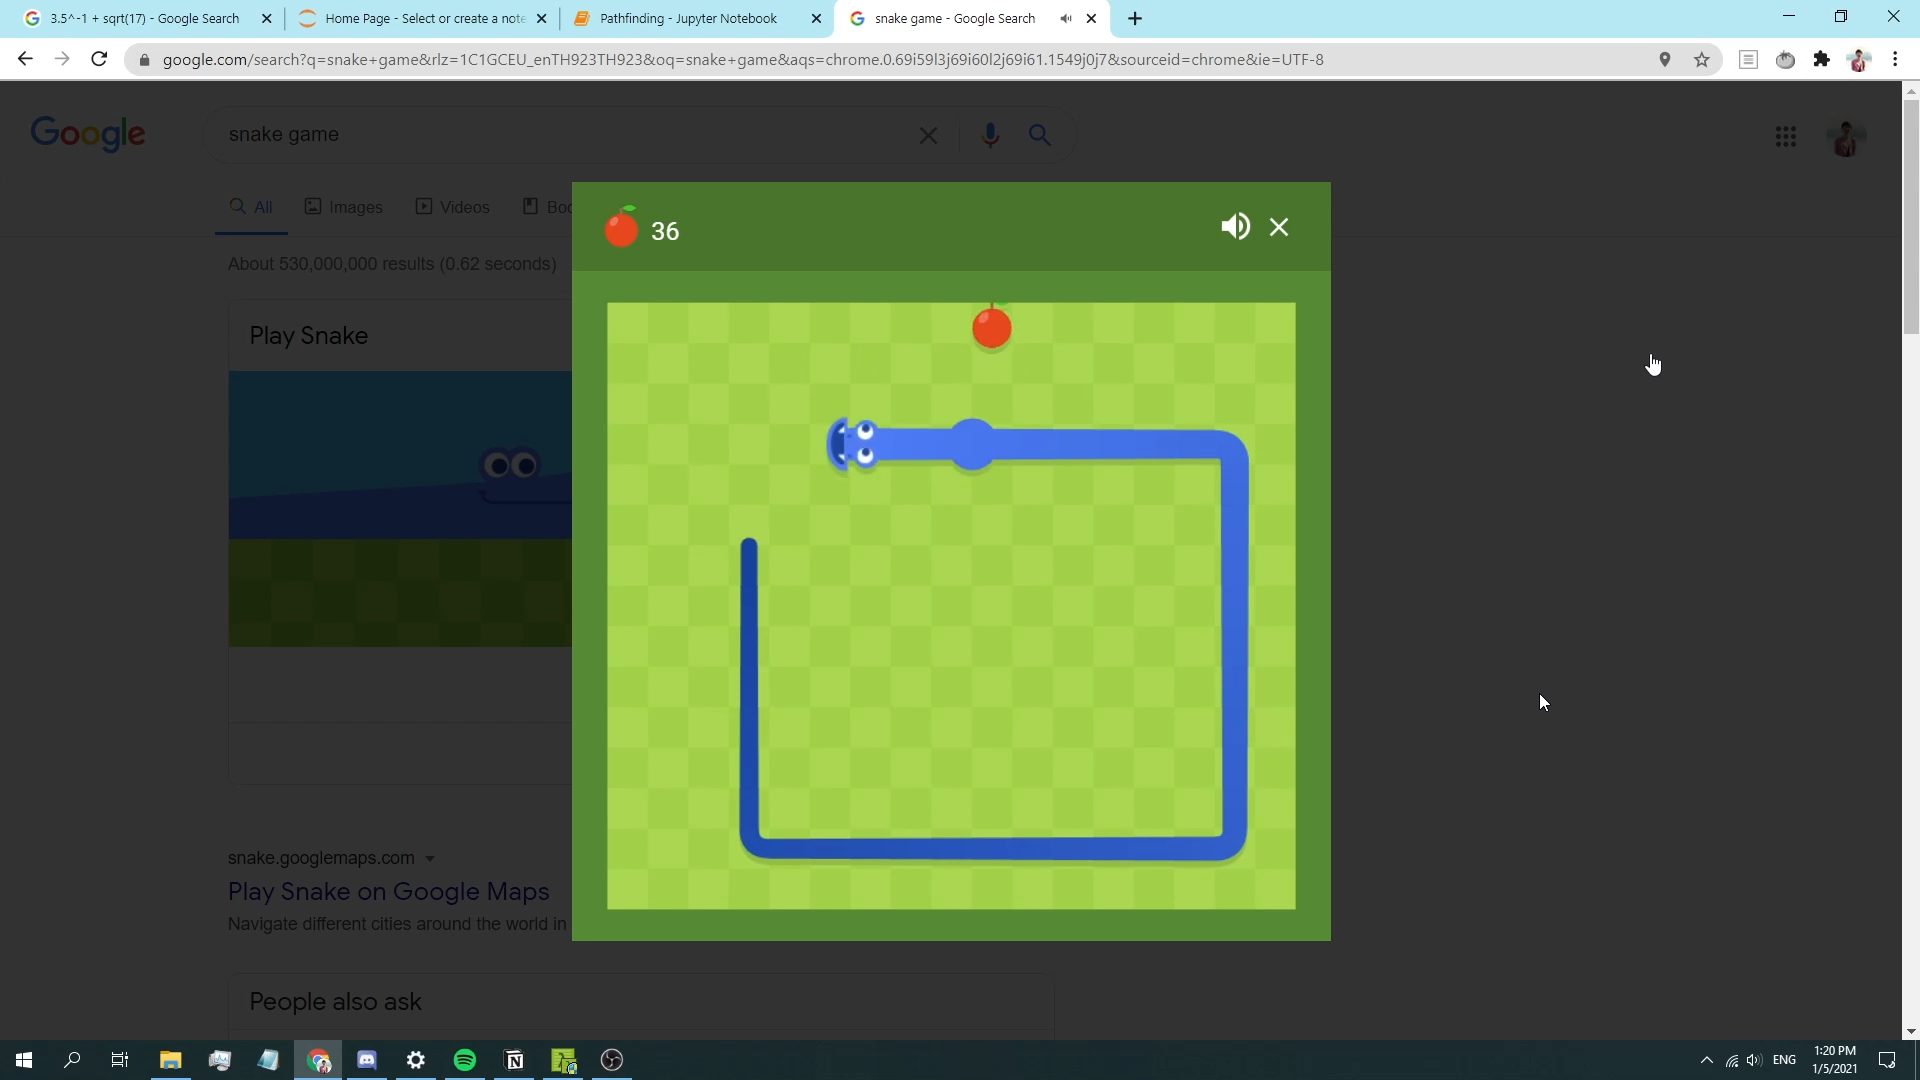 3.5^-1 + sqrt(17) - Google Search
Home Page - Select or create a note
Pathfinding - Jupyter Notebook
snake game - Google Search
google.com/search?q=snake+game&rlz=1C1GCEU_enTH923TH923&oq=snake+game&aqs=chrome.0.69i59l3j69i60l2j69i61.1549j0j7&sourceid=chrome&ie=UTF-8
Google
snake game
All
Images
Videos
Boo
36
About 530,000,000 results (0.62 seconds)
Play Snake
snake.googlemaps.com
Play Snake on Google Maps
Navigate different cities around the world in
People also ask
ENG
1:20 PM
1/5/2021